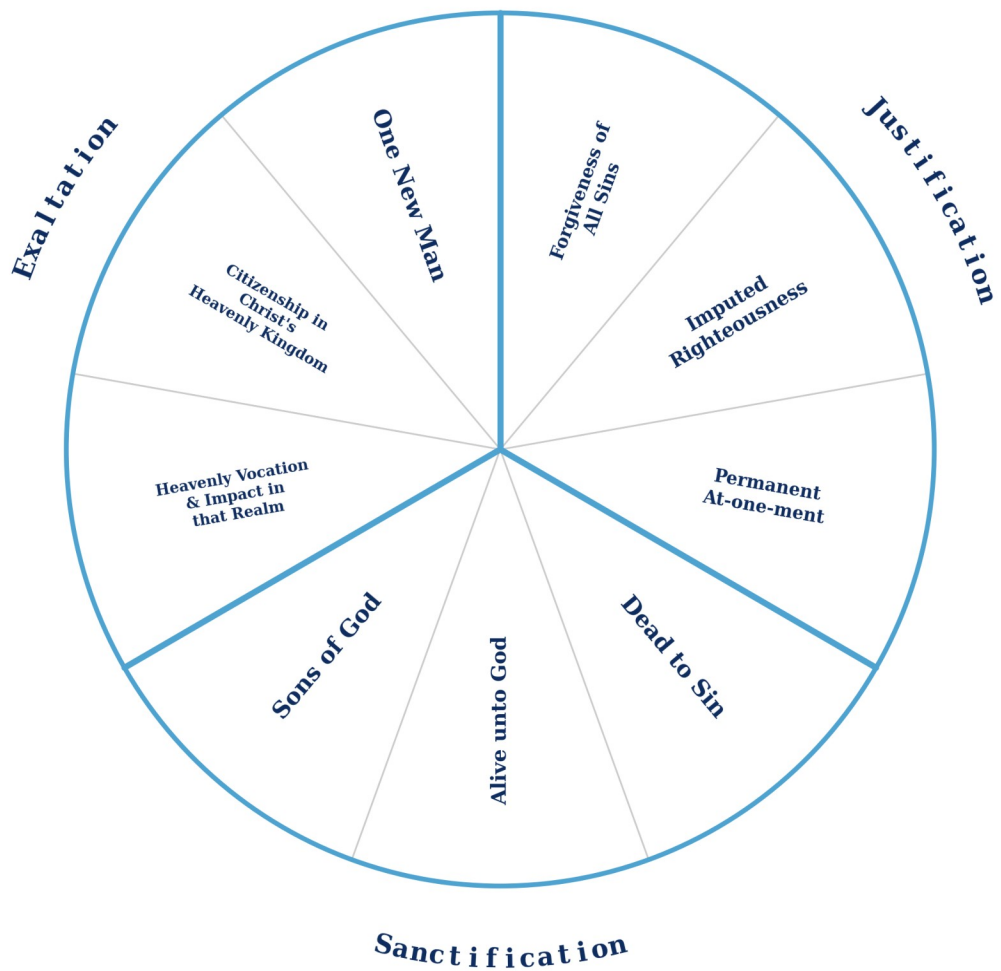 Justification
Forgiveness of
All Sins
Imputed
Righteousness
Permanent
At-one-ment
Sanctification
Dead to Sin
Alive unto God
Sons of God
Exaltation
Heavenly Vocation
& Impact in
that Realm
Citizenship in
Christ's
Heavenly Kingdom
One New Man